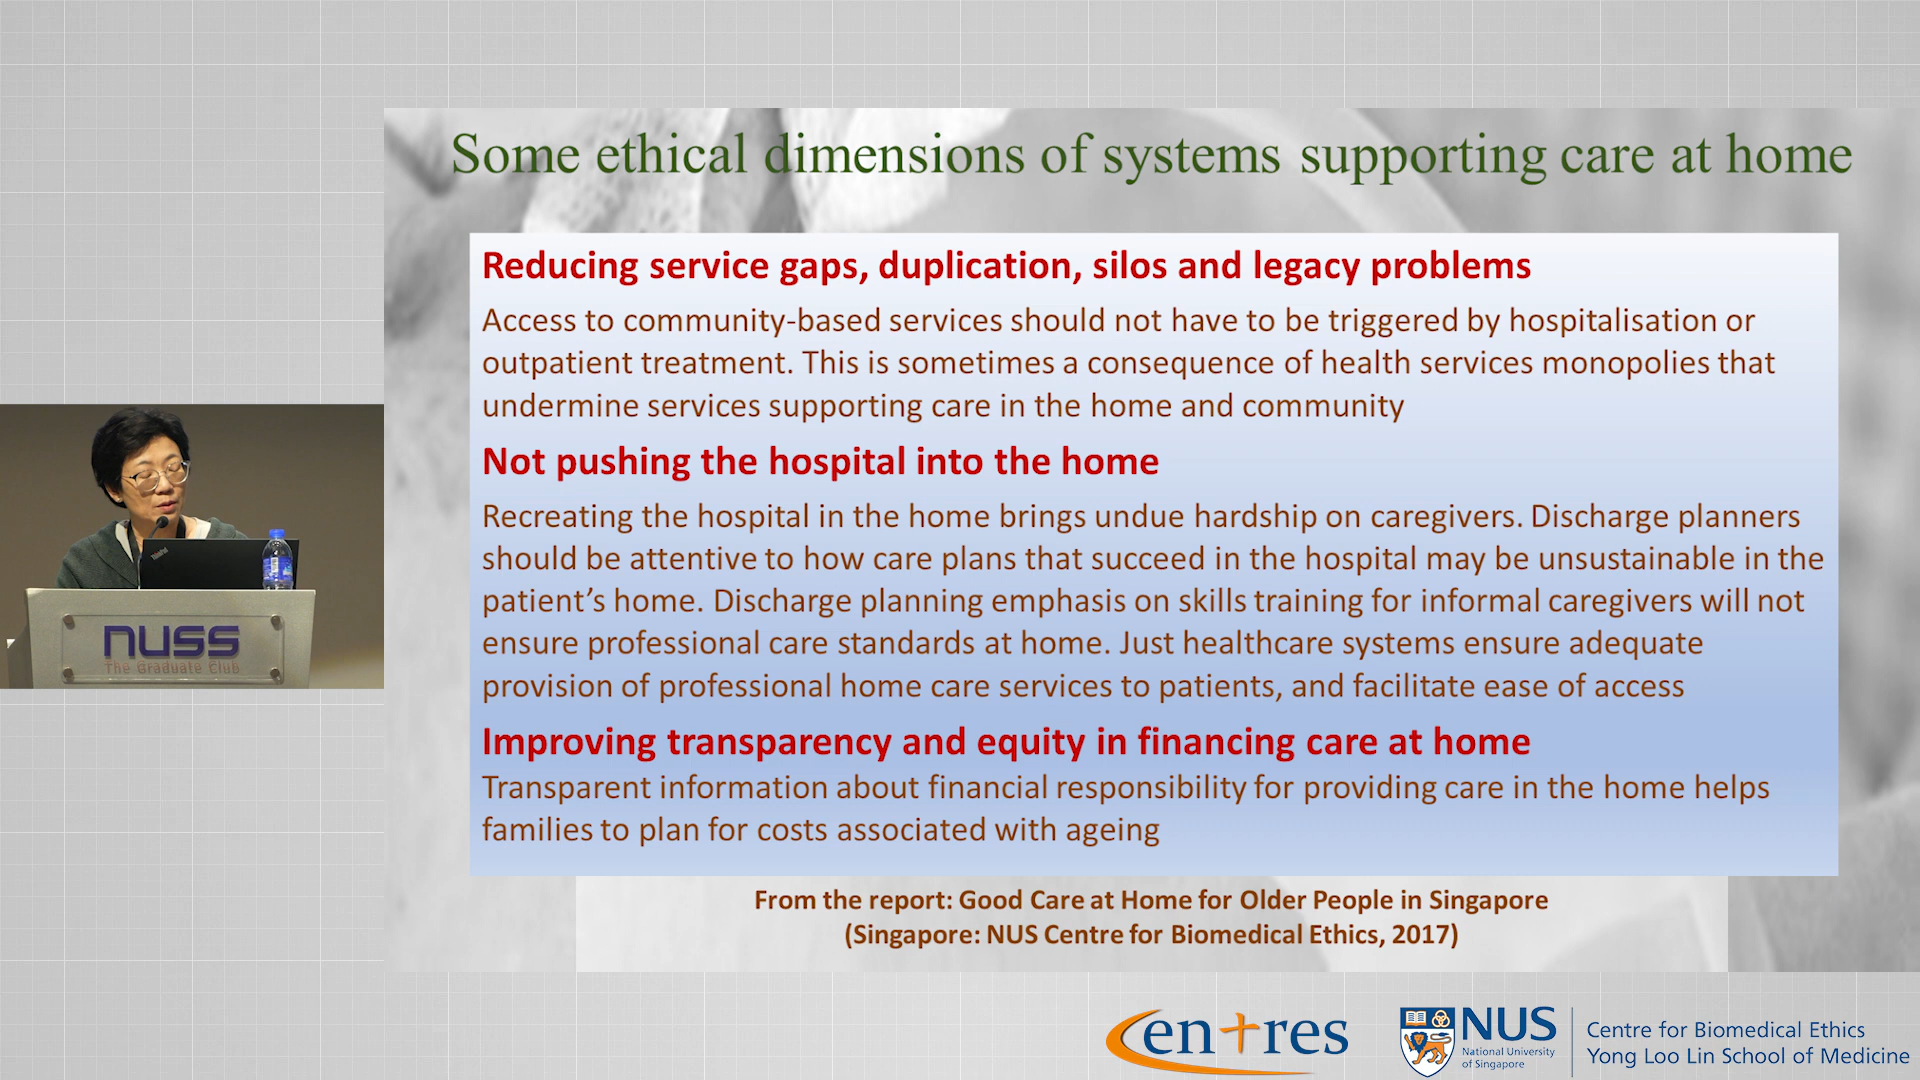 Some ethical dimensions of systems supporting care at home
Reducing service gaps, duplication, silos and legacy problems
Access to community-based services should not have to be triggered by hospitalisation or
outpatient treatment. This is sometimes a consequence of health services monopolies that
undermine services supporting care in the home and community
Not pushing the hospital into the home
Recreating the hospital in the home brings undue hardship on caregivers. Discharge planners
should be attentive to how care plans that succeed in the hospital may be unsustainable in the
patient’s home. Discharge planning emphasis on skills training for informal caregivers will not
ensure professional care standards at home. Just healthcare systems ensure adequate
provision of professional home care services to patients, and facilitate ease of access
Improving transparency and equity in financing care at home
Transparent information about financial responsibility for providing care in the home helps
families to plan for costs associated with ageing
From the report: Good Care at Home for Older People in Singapore
(Singapore: NUS Centre for Biomedical Ethics, 2017)
ThinkPad
nuss
The Graduate Club
Centres
NUS
National University
of Singapore
Centre for Biomedical Ethics
Yong Loo Lin School of Medicine